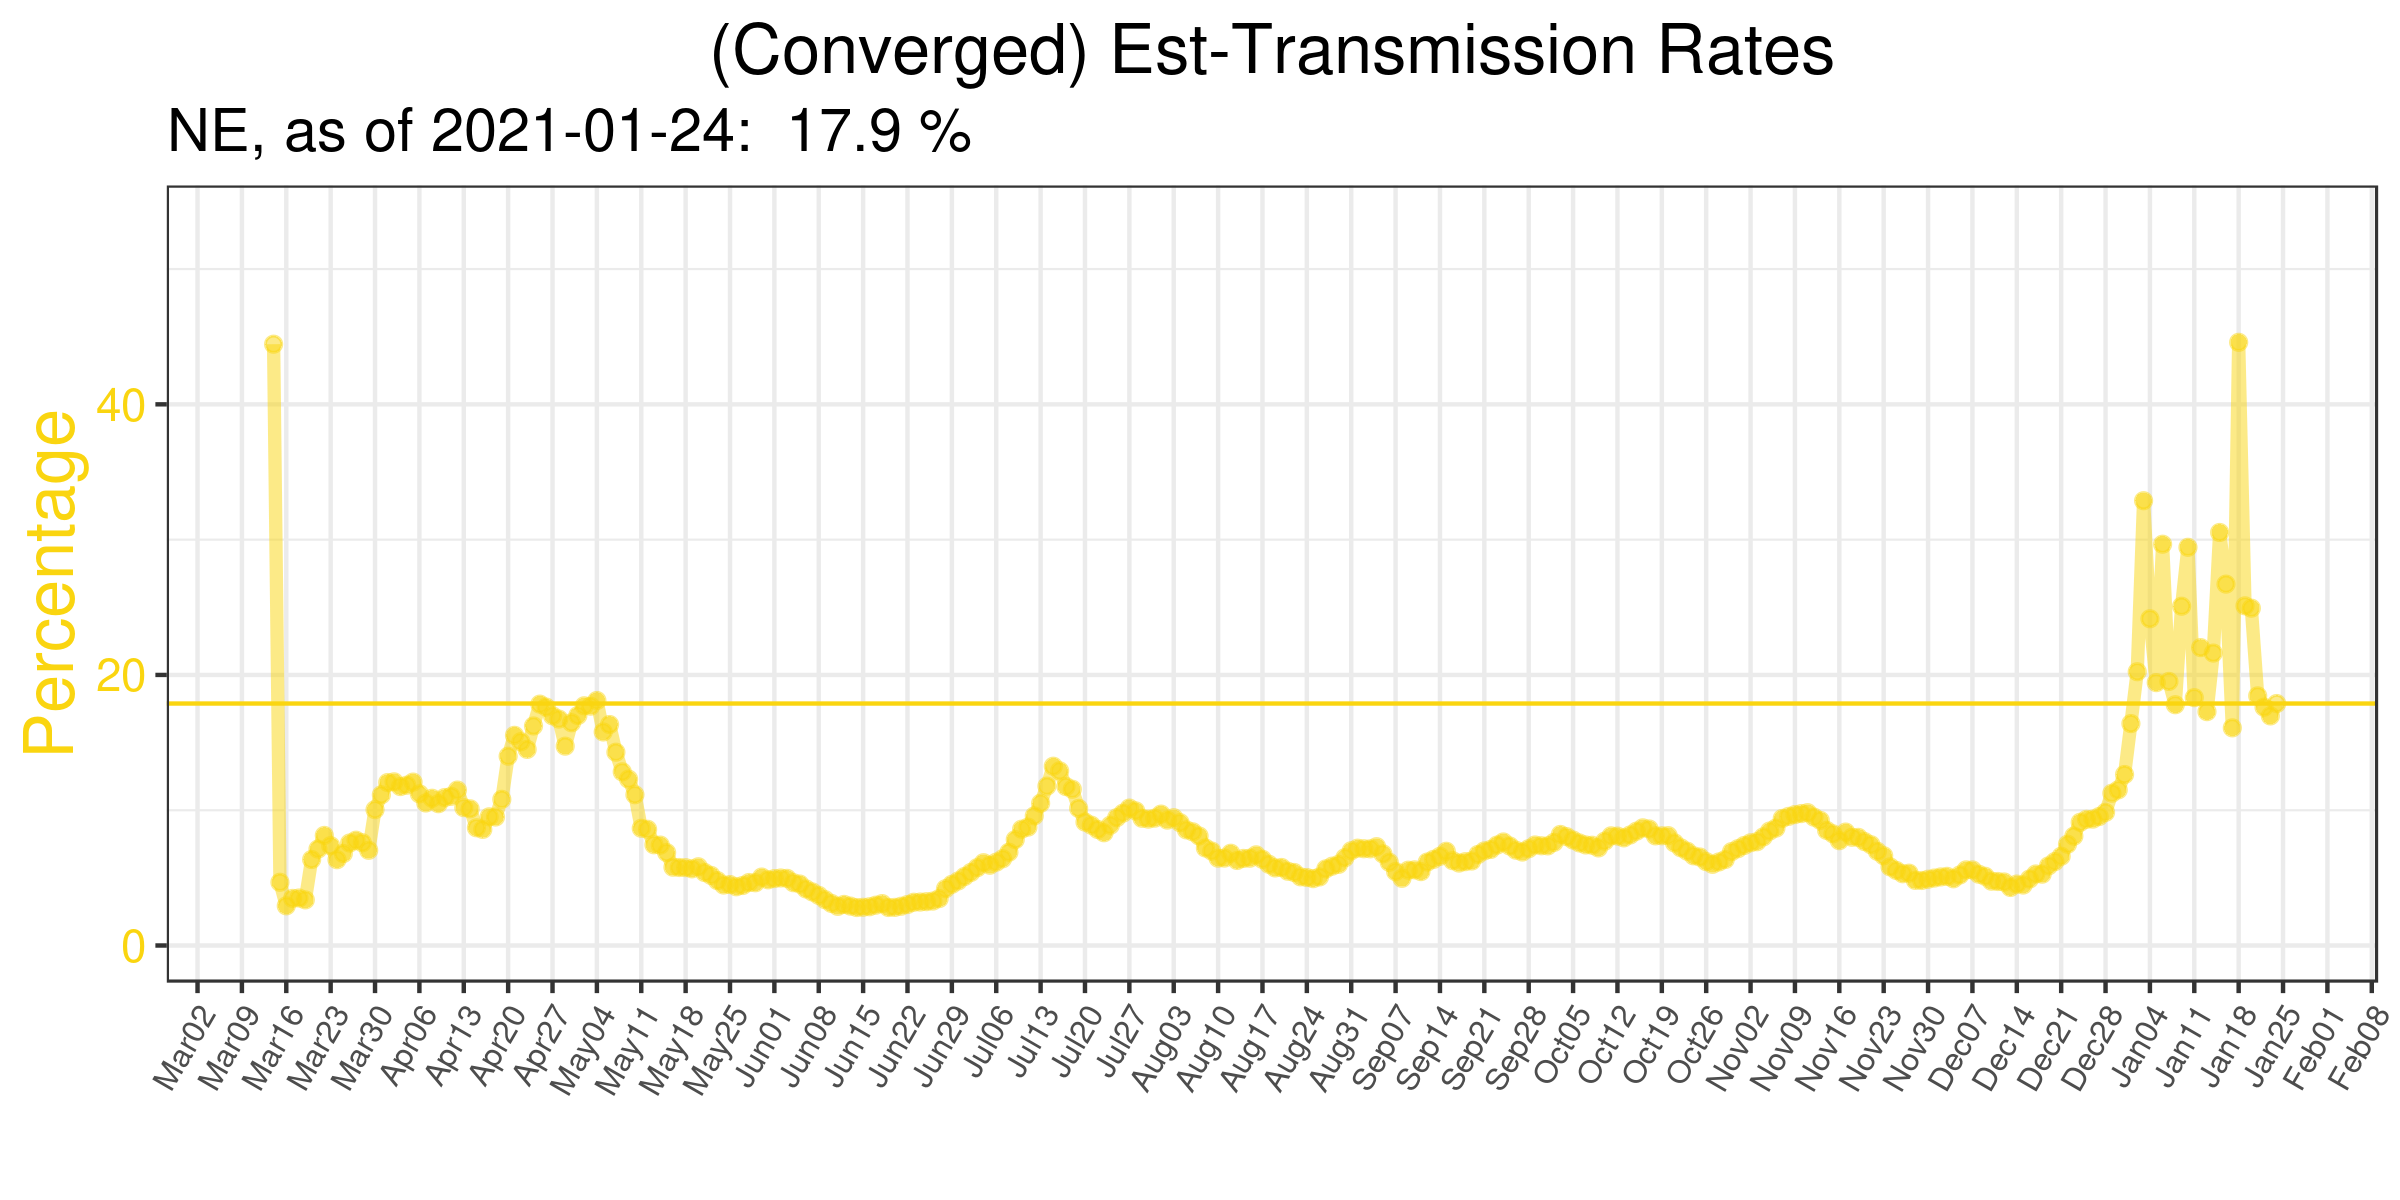 (Converged) Est-Transmission Rates
NE, as of 2021-01-24:  17.9 %
Percentage
40
20
0
Mar02
Mar09
Mar16
Mar23
Mar30
Apr06
Apr13
Apr20
Apr27
May04
May11
May18
May25
Jun01
Jun08
Jun15
Jun22
Jun29
Jul06
Jul13
Jul20
Jul27
Aug03
Aug10
Aug17
Aug24
Aug31
Sep07
Sep14
Sep21
Sep28
Oct05
Oct12
Oct19
Oct26
Nov02
Nov09
Nov16
Nov23
Nov30
Dec07
Dec14
Dec21
Dec28
Jan04
Jan11
Jan18
Jan25
Feb01
Feb08